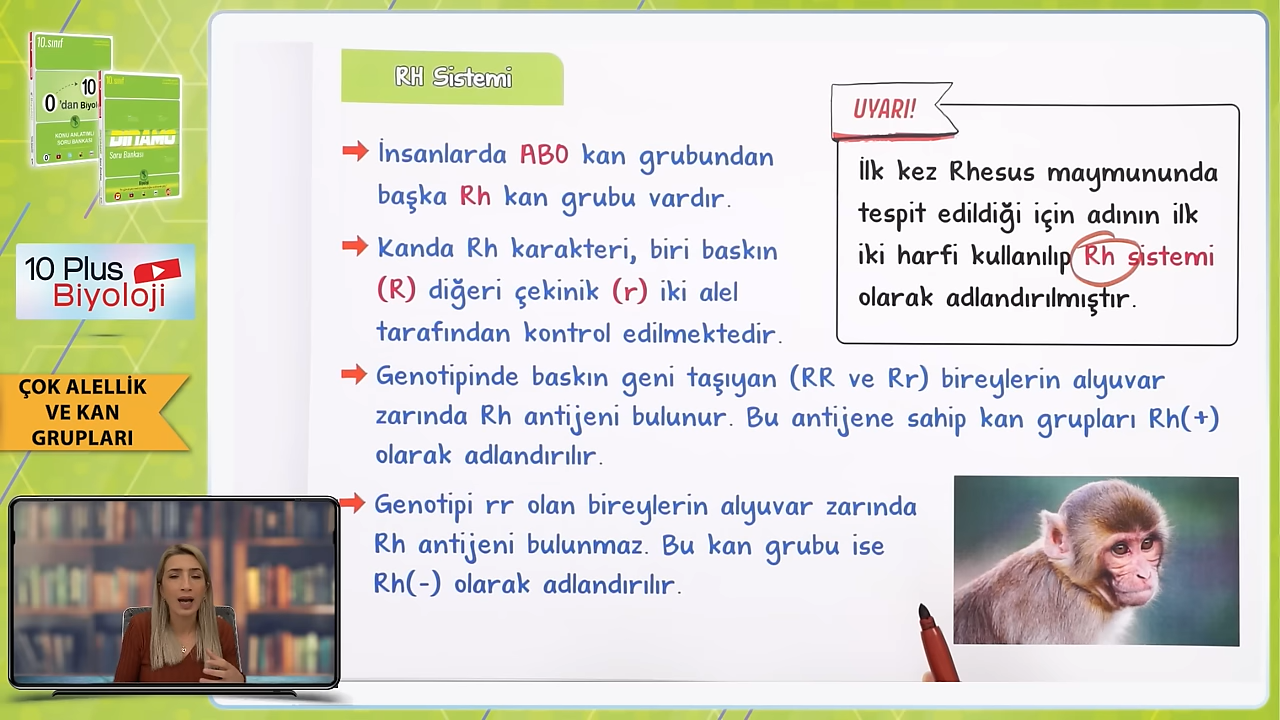 10.sınıf
10
0
'dan Biyol
KONU ANLATIMLI
SORU BANKASI
10.sınıf
DİNAMO
Soru Bankası
10 Plus
Biyoloji
ÇOK ALELLİK
VE KAN
GRUPLARI
RH Sistemi
İnsanlarda ABO kan grubundan
başka Rh kan grubu vardır.
Kanda Rh karakteri, biri baskın
(R) diğeri çekinik (r) iki alel
tarafından kontrol edilmektedir.
Genotipinde baskın geni taşıyan (RR ve Rr) bireylerin alyuvar
zarında Rh antijeni bulunur. Bu antijene sahip kan grupları Rh(+)
olarak adlandırılır.
Genotipi rr olan bireylerin alyuvar zarında
Rh antijeni bulunmaz. Bu kan grubu ise
Rh(-) olarak adlandırılır.
UYARI!
İlk kez Rhesus maymununda
tespit edildiği için adının ilk
iki harfi kullanılıp Rh sistemi
olarak adlandırılmıştır.